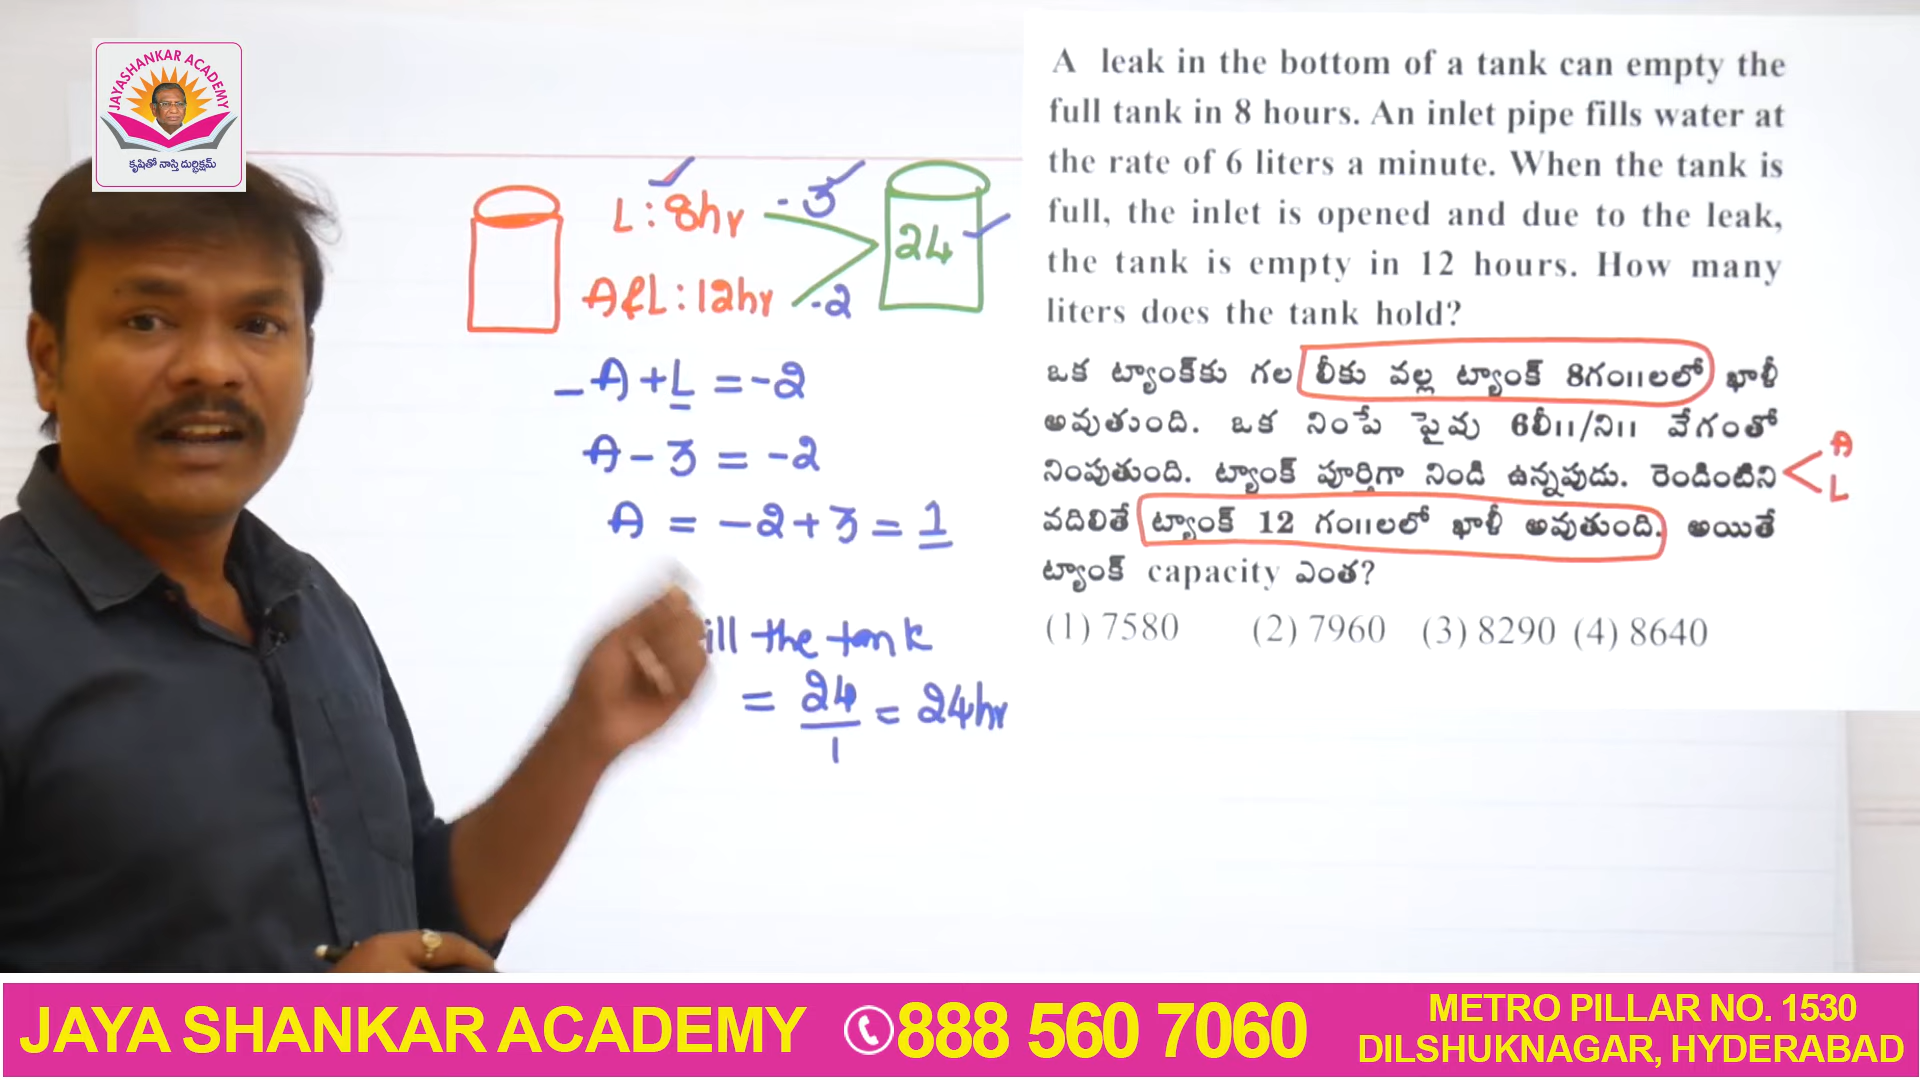 JAYASHANKAR ACADEMY
కృషితో నాస్తి దుర్భిక్షమ్
L : 8hr - 3
24
A&L : 12hr -2
- A + L = -2
A - 3 = -2
A = -2 + 3 = 1
ill the tank
= 24/1 = 24hr
A leak in the bottom of a tank can empty the
full tank in 8 hours. An inlet pipe fills water at
the rate of 6 liters a minute. When the tank is
full, the inlet is opened and due to the leak,
the tank is empty in 12 hours. How many
liters does the tank hold?
ఒక ట్యాంక్‌కు గల లీకు వల్ల ట్యాంక్ 8గం॥లలో ఖాళీ
అవుతుంది. ఒక నింపే పైపు 6లీ॥/ని॥ వేగంతో
నింపుతుంది. ట్యాంక్ పూర్తిగా నిండి ఉన్నపుడు. రెండింటిని
A
L
వదిలితే ట్యాంక్ 12 గం॥లలో ఖాళీ అవుతుంది. అయితే
ట్యాంక్ capacity ఎంత?
(1) 7580 (2) 7960 (3) 8290 (4) 8640
JAYA SHANKAR ACADEMY
888 560 7060
METRO PILLAR NO. 1530
DILSHUKNAGAR, HYDERABAD